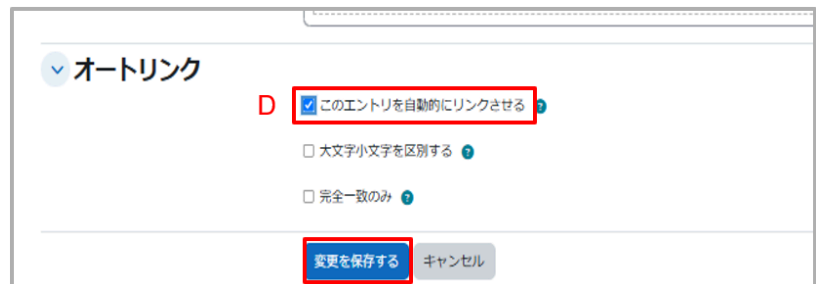 オートリンク
D このエントリを自動的にリンクさせる ?
大文字小文字を区別する ?
完全一致のみ ?
変更を保存する キャンセル